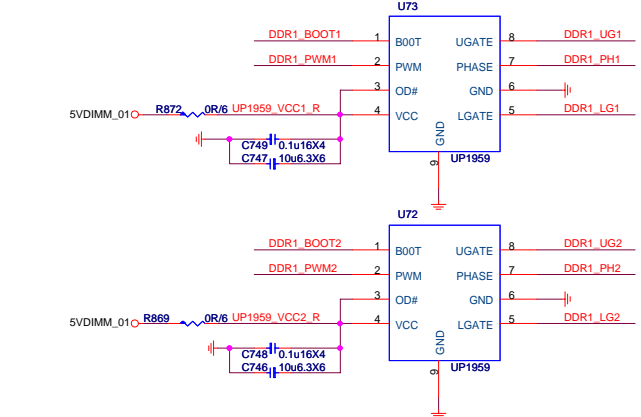 U73
DDR1_BOOT1 1 B00T UGATE 8 DDR1_UG1
DDR1_PWM1 2 PWM PHASE 7 DDR1_PH1
3 OD# GND 6
5VDIMM_01 R872 0R/6 UP1959_VCC1_R 4 VCC LGATE 5 DDR1_LG1
GND
C749 0.1u16X4
C747 10u6.3X6
9 UP1959
U72
DDR1_BOOT2 1 B00T UGATE 8 DDR1_UG2
DDR1_PWM2 2 PWM PHASE 7 DDR1_PH2
3 OD# GND 6
5VDIMM_01 R869 0R/6 UP1959_VCC2_R 4 VCC LGATE 5 DDR1_LG2
GND
C748 0.1u16X4
C746 10u6.3X6
9 UP1959